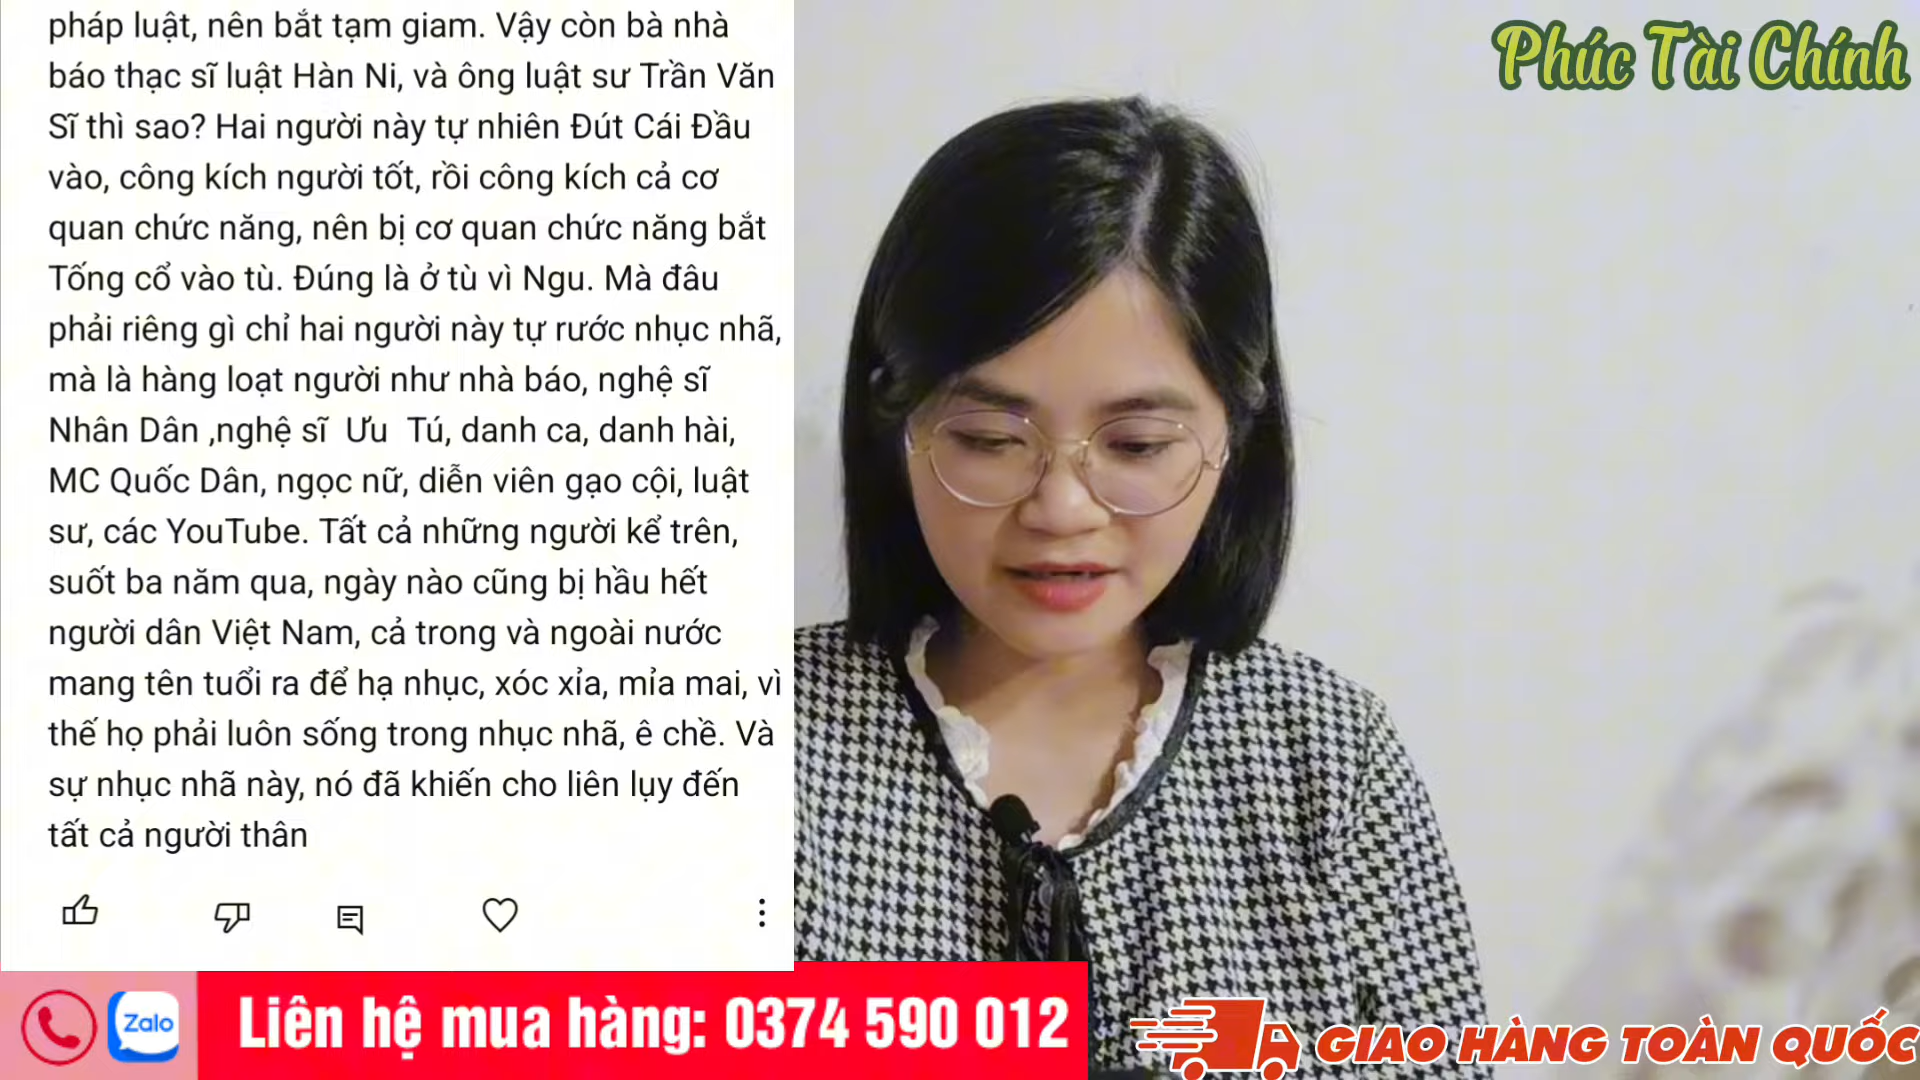 pháp luật, nên bắt tạm giam. Vậy còn bà nhà
báo thạc sĩ luật Hàn Ni, và ông luật sư Trần Văn
Sĩ thì sao? Hai người này tự nhiên Đút Cái Đầu
vào, công kích người tốt, rồi công kích cả cơ
quan chức năng, nên bị cơ quan chức năng bắt
Tống cổ vào tù. Đúng là ở tù vì Ngu. Mà đâu
phải riêng gì chỉ hai người này tự rước nhục nhã,
mà là hàng loạt người như nhà báo, nghệ sĩ
Nhân Dân ,nghệ sĩ  Ưu  Tú, danh ca, danh hài,
MC Quốc Dân, ngọc nữ, diễn viên gạo cội, luật
sư, các YouTube. Tất cả những người kể trên,
suốt ba năm qua, ngày nào cũng bị hầu hết
người dân Việt Nam, cả trong và ngoài nước
mang tên tuổi ra để hạ nhục, xóc xỉa, mỉa mai, vì
thế họ phải luôn sống trong nhục nhã, ê chề. Và
sự nhục nhã này, nó đã khiến cho liên lụy đến
tất cả người thân
Phúc Tài Chính
Zalo
Liên hệ mua hàng: 0374 590 012
GIAO HÀNG TOÀN QUỐC